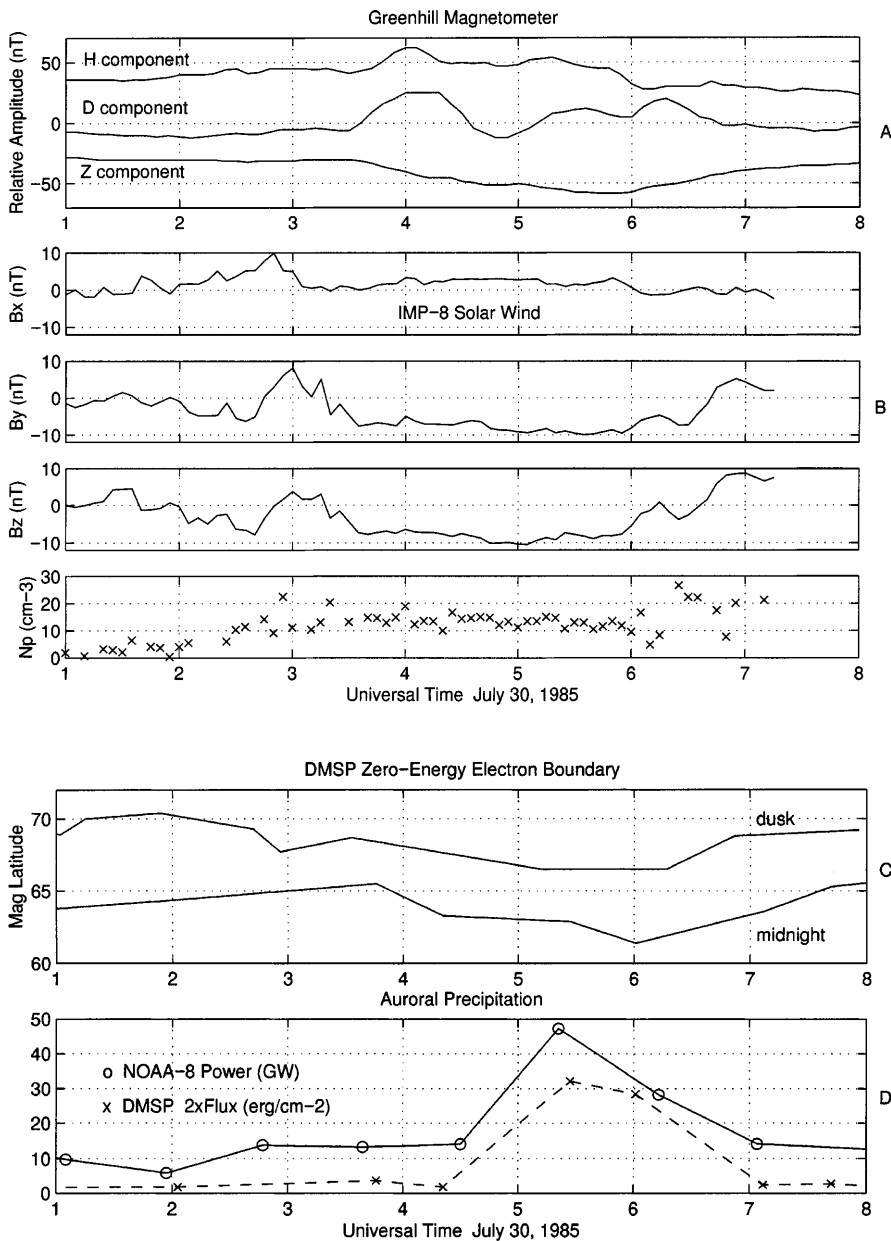 Greenhill Magnetometer
Relative Amplitude (nT)
50
0
−50
H component
D component
Z component
A
1 2 3 4 5 6 7 8
Bx (nT)
10
0
−10
IMP−8 Solar Wind
By (nT)
10
0
−10
B
Bz (nT)
10
0
−10
Np (cm−3)
30
20
10
0
1 2 3 4 5 6 7 8
Universal Time July 30, 1985
DMSP Zero−Energy Electron Boundary
Mag Latitude
70
65
60
dusk
midnight
C
1 2 3 4 5 6 7 8
Auroral Precipitation
50
40
30
20
10
0
o NOAA−8 Power (GW)
x DMSP 2xFlux (erg/cm−2)
D
1 2 3 4 5 6 7 8
Universal Time July 30, 1985